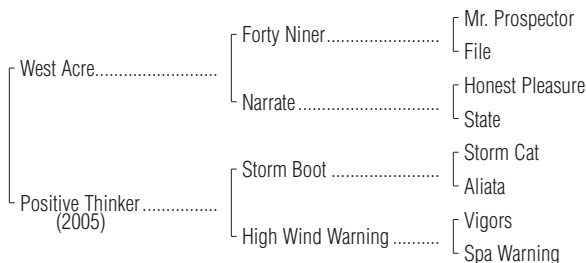 Mr. Prospector
Forty Niner........................
File
West Acre..........................
Honest Pleasure
Narrate..............................
State
Storm Cat
Storm Boot .......................
Aliata
Positive Thinker................
(2005)
Vigors
High Wind Warning ..........
Spa Warning